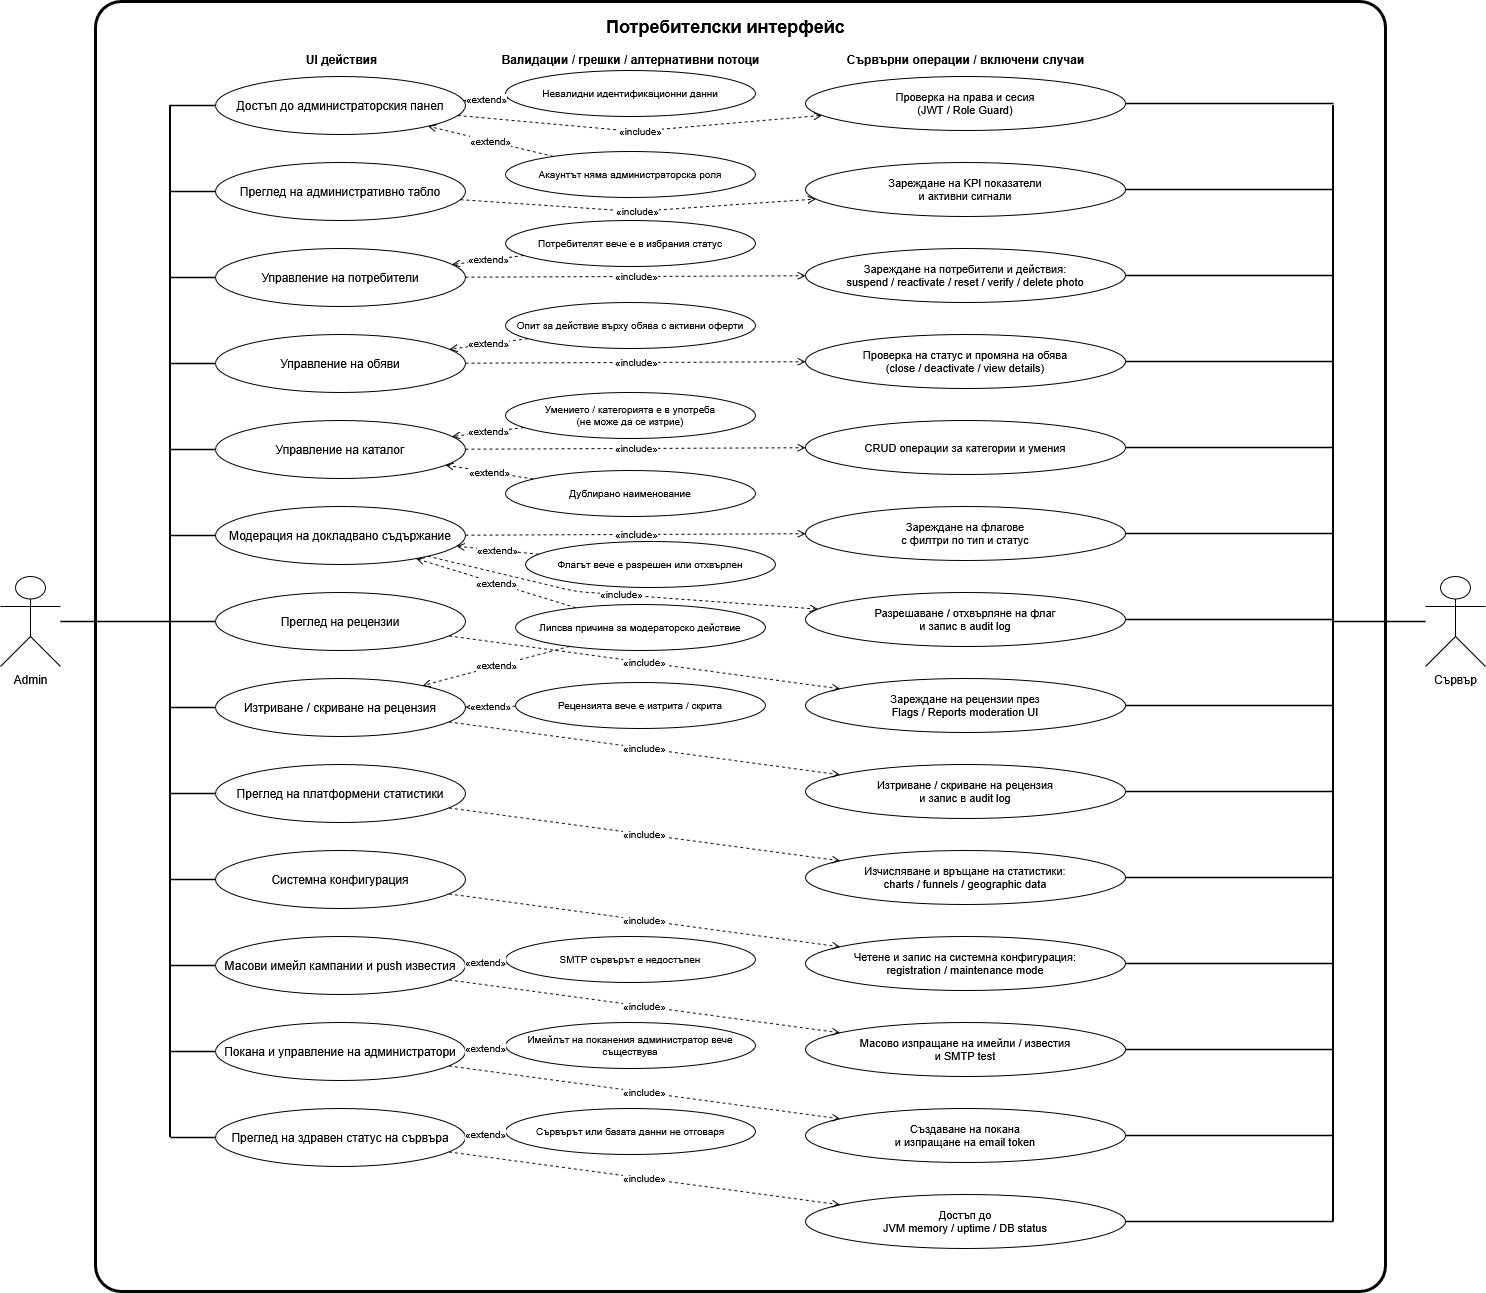 Потребителски интерфейс
UI действия
Валидации / грешки / алтернативни потоци
Сървърни операции / включени случаи
Достъп до администраторския панел
«extend»
Невалидни идентификационни данни
Проверка на права и сесия
(JWT / Role Guard)
«include»
«extend»
Акаунтът няма администраторска роля
Преглед на административно табло
«include»
Зареждане на KPI показатели
и активни сигнали
Потребителят вече е в избрания статус
«extend»
Управление на потребители
«include»
Зареждане на потребители и действия:
suspend / reactivate / reset / verify / delete photo
Опит за действие върху обява с активни оферти
«extend»
Управление на обяви
«include»
Проверка на статус и промяна на обява
(close / deactivate / view details)
Умението / категорията е в употреба
(не може да се изтрие)
«extend»
Управление на каталог
«include»
CRUD операции за категории и умения
«extend»
Дублирано наименование
Модерация на докладвано съдържание
«include»
Зареждане на флагове
с филтри по тип и статус
«extend»
Флагът вече е разрешен или отхвърлен
«extend»
«include»
Разрешаване / отхвърляне на флаг
и запис в audit log
Преглед на рецензии
Липсва причина за модераторско действие
«include»
«extend»
Admin
Сървър
Зареждане на рецензии през
Flags / Reports moderation UI
Изтриване / скриване на рецензия
«extend»
Рецензията вече е изтрита / скрита
«include»
Изтриване / скриване на рецензия
и запис в audit log
Преглед на платформени статистики
«include»
Изчисляване и връщане на статистики:
charts / funnels / geographic data
Системна конфигурация
«include»
Четене и запис на системна конфигурация:
registration / maintenance mode
Масови имейл кампании и push известия
«extend»
SMTP сървърът е недостъпен
«include»
Масово изпращане на имейли / известия
и SMTP test
Покана и управление на администратори
«extend»
Имейлът на поканения администратор вече
съществува
«include»
Създаване на покана
и изпращане на email token
Преглед на здравен статус на сървъра
«extend»
Сървърът или базата данни не отговаря
«include»
Достъп до
JVM memory / uptime / DB status